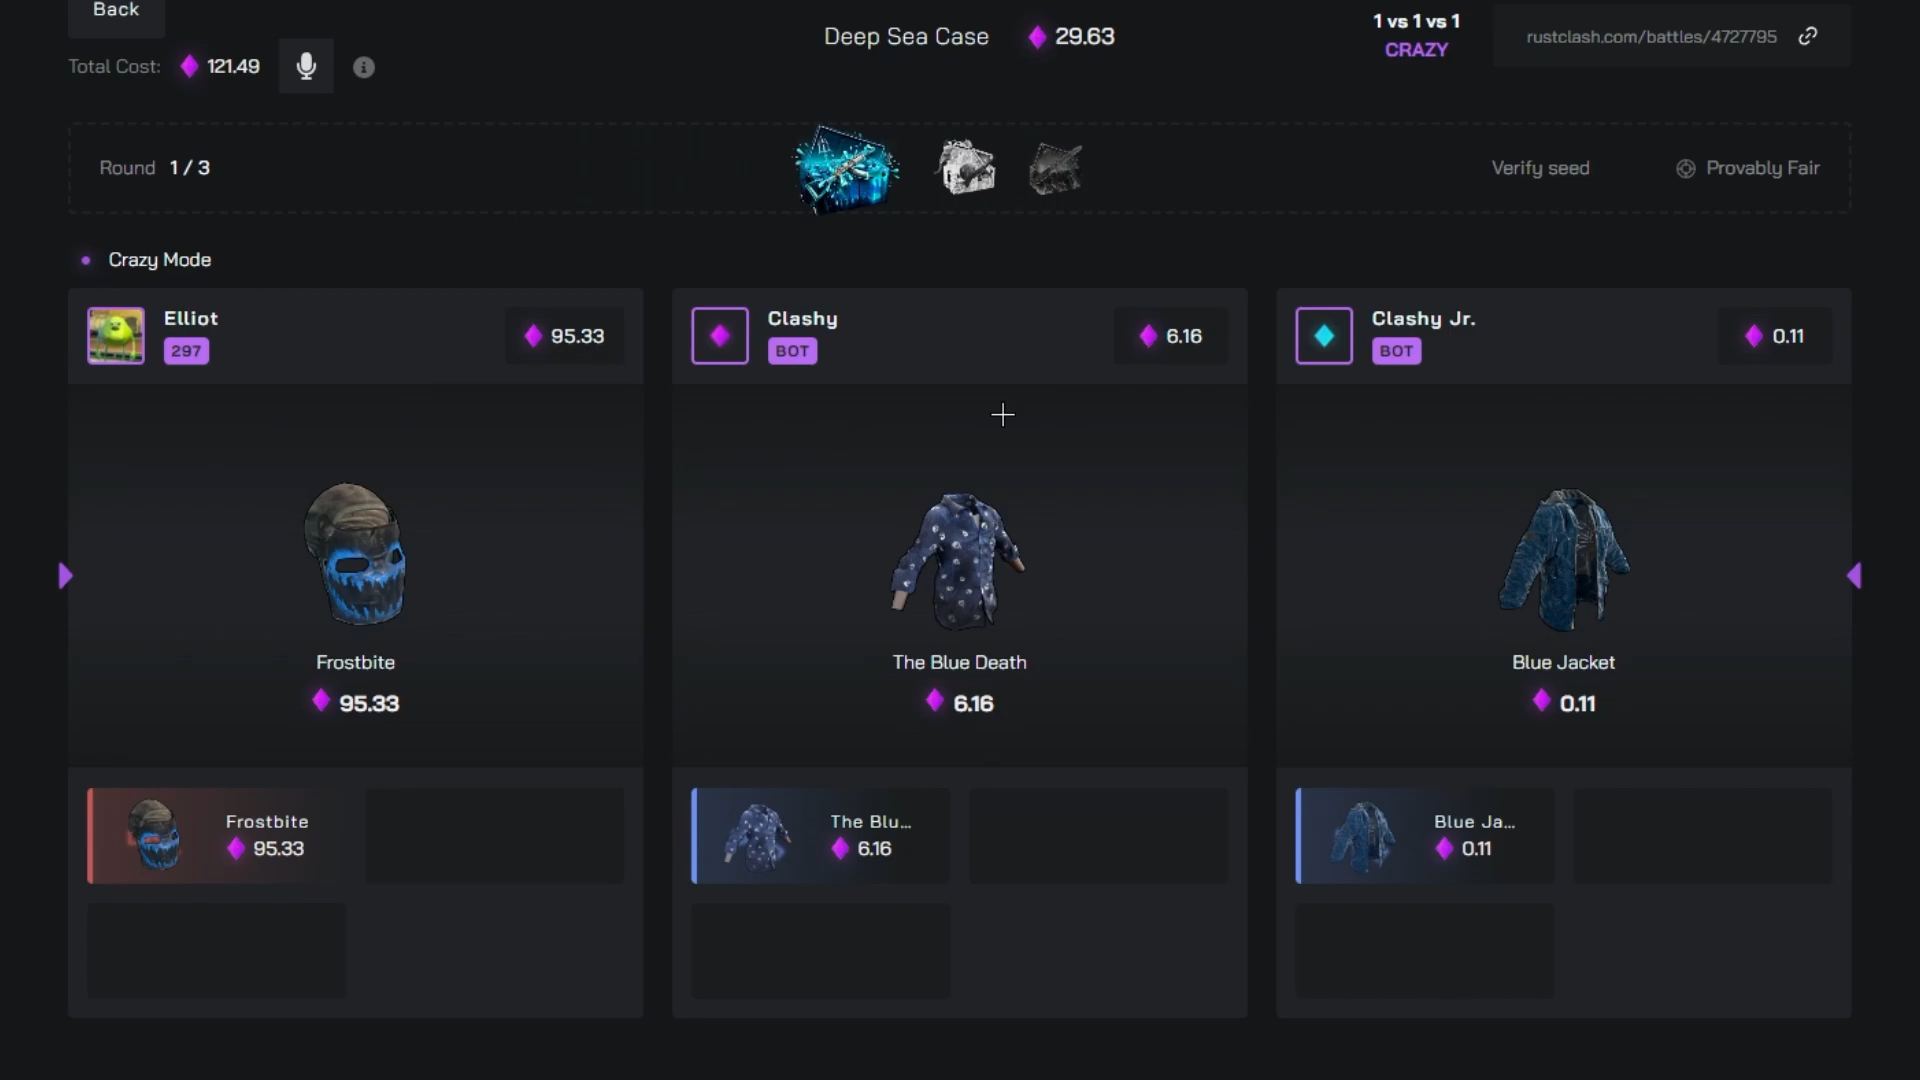 Back
Total Cost: 121.49
Deep Sea Case 29.63
1 vs 1 vs 1
CRAZY
rustclash.com/battles/4727795
Round 1 / 3
Verify seed
Provably Fair
Crazy Mode
Elliot
297
95.33
Clashy
BOT
6.16
Clashy Jr.
BOT
0.11
Frostbite
95.33
The Blue Death
6.16
Blue Jacket
0.11
Frostbite
95.33
The Blu...
6.16
Blue Ja...
0.11